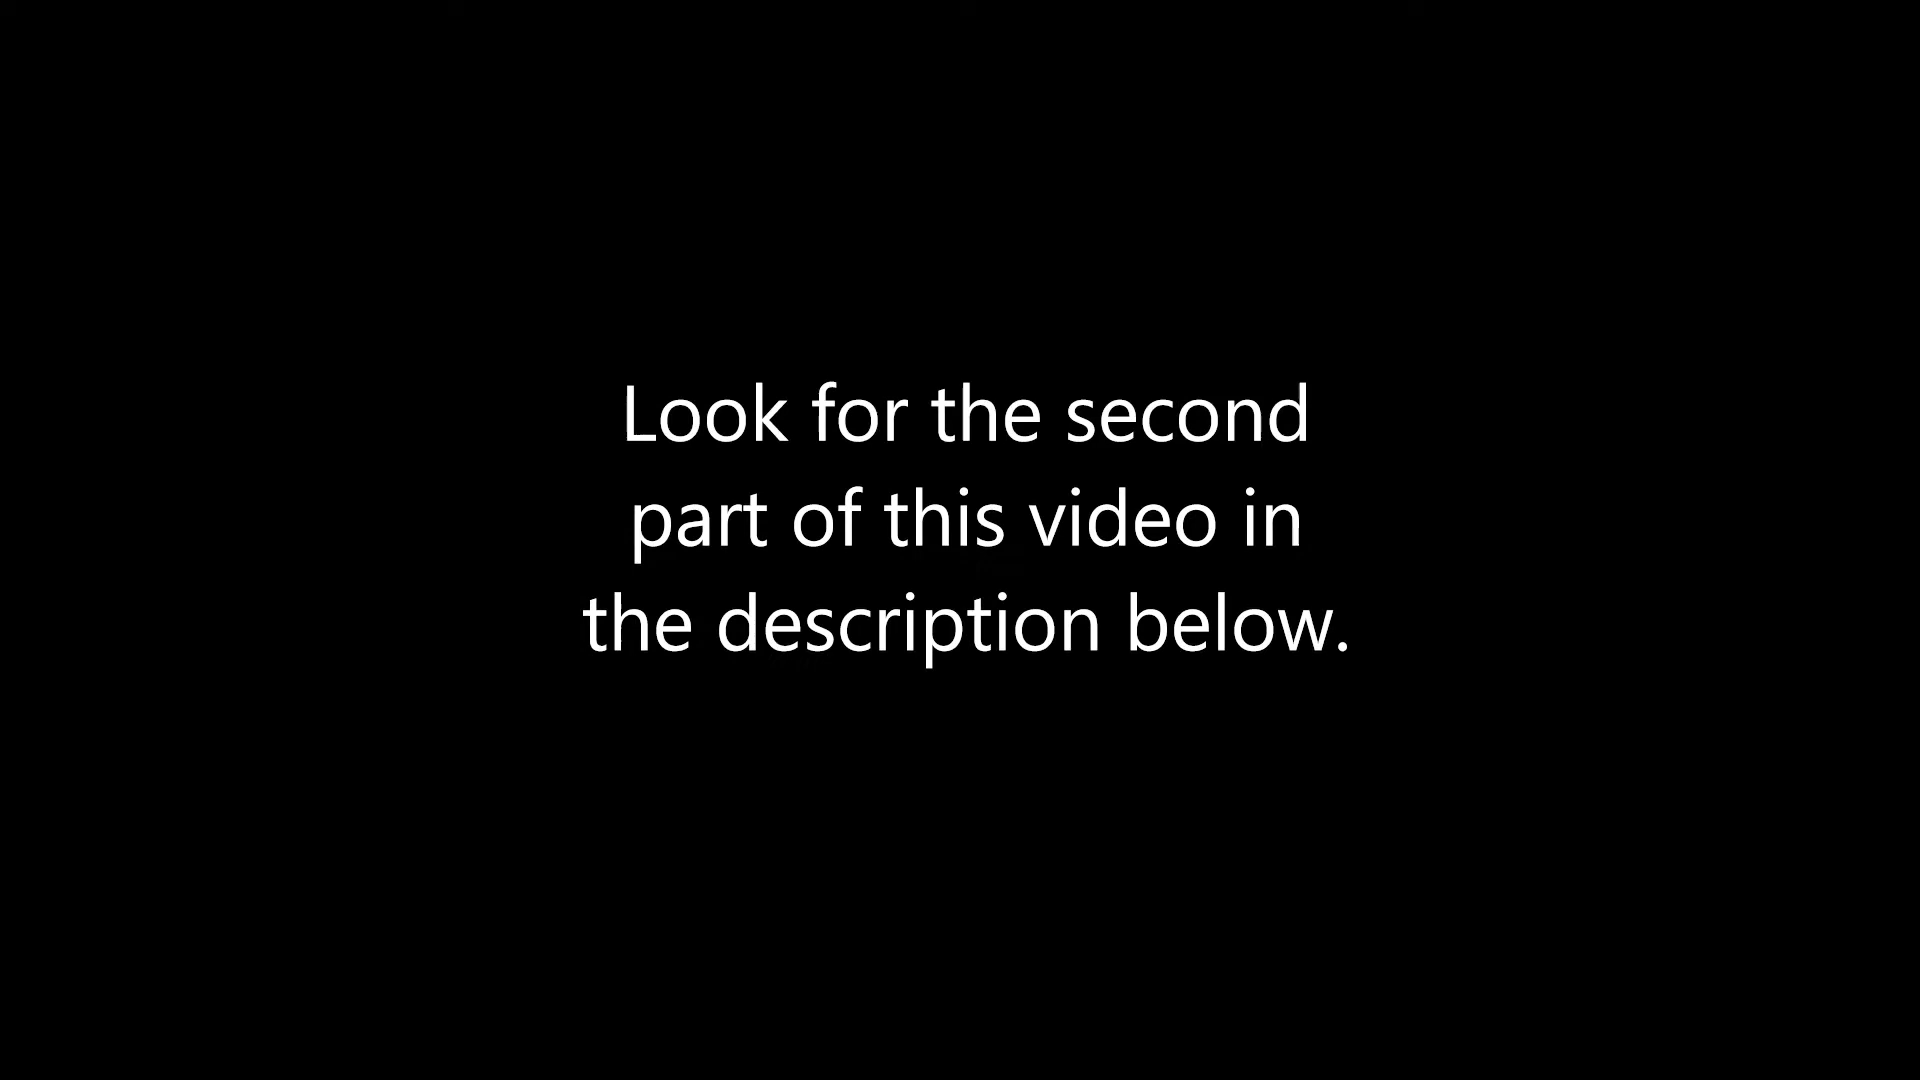 Look for the second
part of this video in
the description below.